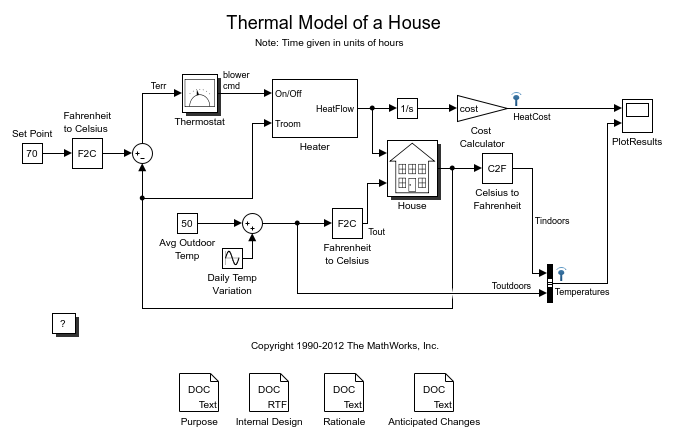 Thermal Model of a House
Note: Time given in units of hours
Set Point
70
Fahrenheit
to Celsius
F2C
Terr
Thermostat
blower
cmd
On/Off
Troom
HeatFlow
Heater
1/s
cost
Cost
Calculator
HeatCost
PlotResults
House
C2F
Celsius to
Fahrenheit
Tindoors
50
Avg Outdoor
Temp
Daily Temp
Variation
F2C
Fahrenheit
to Celsius
Tout
Toutdoors
Temperatures
?
Copyright 1990-2012 The MathWorks, Inc.
DOC
Text
Purpose
DOC
RTF
Internal Design
DOC
Text
Rationale
DOC
Text
Anticipated Changes